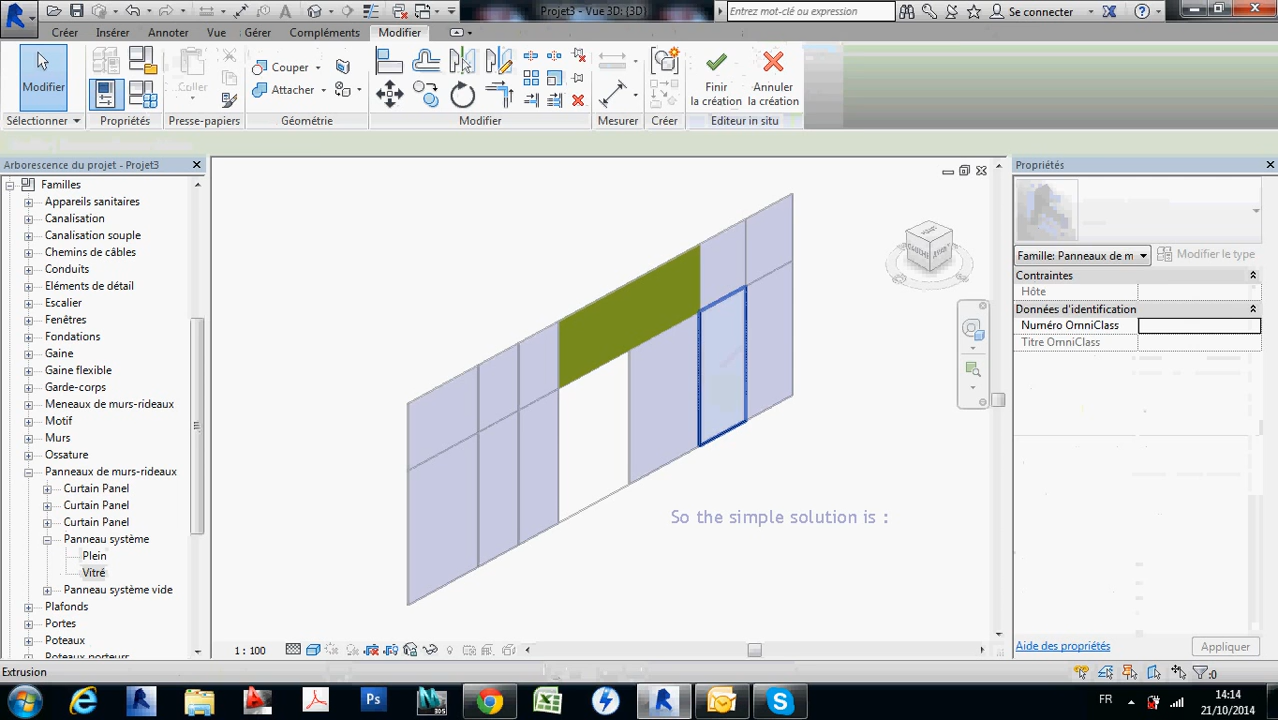 Projet3 - Vue 3D: {3D}
Entrez mot-clé ou expression
Se connecter
Créer Insérer Annoter Vue Gérer Compléments Modifier
Modifier
Coller
Couper
Attacher
Finir
la création
Annuler
la création
Modifier le type
Sélectionner Propriétés Presse-papiers Géométrie Modifier Mesurer Créer Editeur in situ
Arborescence du projet - Projet3
Familles
Appareils sanitaires
Canalisation
Canalisation souple
Chemins de câbles
Conduits
Eléments de détail
Escalier
Fenêtres
Fondations
Gaine
Gaine flexible
Garde-corps
Meneaux de murs-rideaux
Motif
Murs
Ossature
Panneaux de murs-rideaux
Curtain Panel
Curtain Panel
Curtain Panel
Panneau système
Plein
Vitré
Panneau système vide
Plafonds
Portes
Poteaux
Poteaux porteurs
So the simple solution is :
1 : 100
Propriétés
Famille: Panneaux de m
Contraintes
Hôte
Données d'identification
Numéro OmniClass
Titre OmniClass
Aide des propriétés
Appliquer
Extrusion
:0
Ps
FR
14:14
21/10/2014